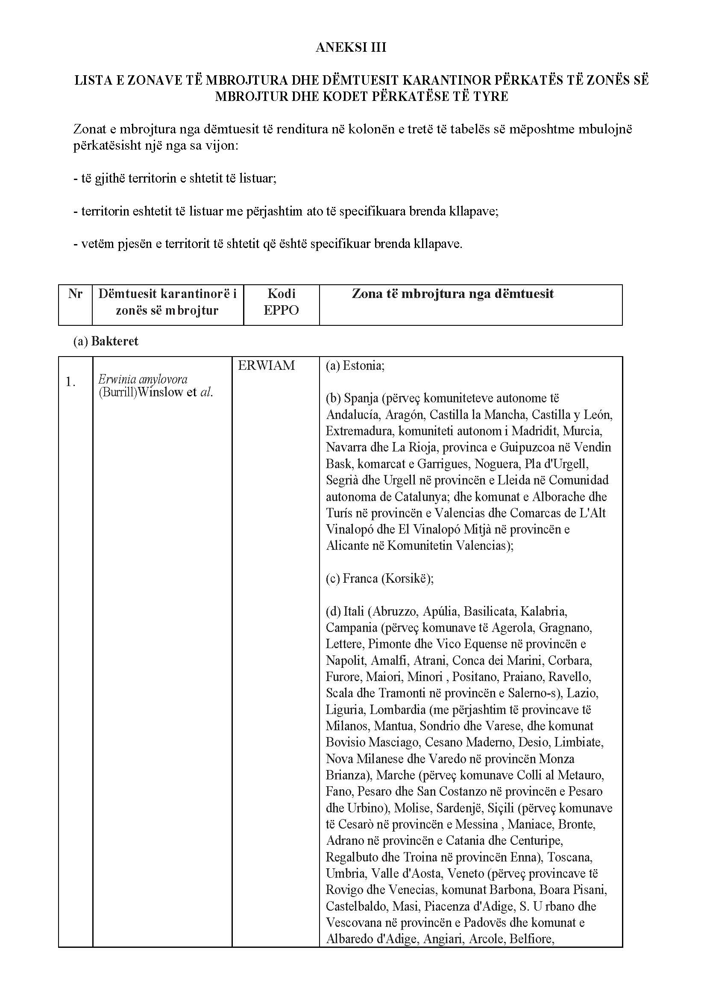 ANEKSI III
LISTA E ZONAVE TË MBROJTURA DHE DËMTUESIT KARANTINOR PËRKATËS TË ZONËS SË
MBROJTUR DHE KODET PËRKATËSE TË TYRE
Zonat e mbrojtura nga dëmtuesit të renditura në kolonën e tretë të tabelës së mëposhtme mbulojnë
përkatësisht një nga sa vijon:
- të gjithë territorin e shtetit të listuar;
- territorin eshtetit të listuar me përjashtim ato të specifikuara brenda kllapave;
- vetëm pjesën e territorit të shtetit që është specifikuar brenda kllapave.
Nr
Dëmtuesit karantinorë i
zonës së mbrojtur
Kodi
EPPO
Zona të mbrojtura nga dëmtuesit
(a) Bakteret
1.
Erwinia amylovora
(Burrill)Winslow et al.
ERWIAM
(a) Estonia;
(b) Spanja (përveç komuniteteve autonome të
Andalucía, Aragón, Castilla la Mancha, Castilla y León,
Extremadura, komuniteti autonom i Madridit, Murcia,
Navarra dhe La Rioja, provinca e Guipuzcoa në Vendin
Bask, komarcat e Garrigues, Noguera, Pla d'Urgell,
Segrià dhe Urgell në provincën e Lleida në Comunidad
autonoma de Catalunya; dhe komunat e Alborache dhe
Turís në provincën e Valencias dhe Comarcas de L'Alt
Vinalopó dhe El Vinalopó Mitjà në provincën e
Alicante në Komunitetin Valencias);
(c) Franca (Korsikë);
(d) Itali (Abruzzo, Apúlia, Basilicata, Kalabria,
Campania (përveç komunave të Agerola, Gragnano,
Lettere, Pimonte dhe Vico Equense në provincën e
Napolit, Amalfi, Atrani, Conca dei Marini, Corbara,
Furore, Maiori, Minori , Positano, Praiano, Ravello,
Scala dhe Tramonti në provincën e Salerno-s), Lazio,
Liguria, Lombardia (me përjashtim të provincave të
Milanos, Mantua, Sondrio dhe Varese, dhe komunat
Bovisio Masciago, Cesano Maderno, Desio, Limbiate,
Nova Milanese dhe Varedo në provincën Monza
Brianza), Marche (përveç komunave Colli al Metauro,
Fano, Pesaro dhe San Costanzo në provincën e Pesaro
dhe Urbino), Molise, Sardenjë, Siçili (përveç komunave
të Cesarò në provincën e Messina , Maniace, Bronte,
Adrano në provincën e Catania dhe Centuripe,
Regalbuto dhe Troina në provincën Enna), Toscana,
Umbria, Valle d'Aosta, Veneto (përveç provincave të
Rovigo dhe Venecias, komunat Barbona, Boara Pisani,
Castelbaldo, Masi, Piacenza d'Adige, S. U rbano dhe
Vescovana në provincën e Padovës dhe komunat e
Albaredo d'Adige, Angiari, Arcole, Belfiore,